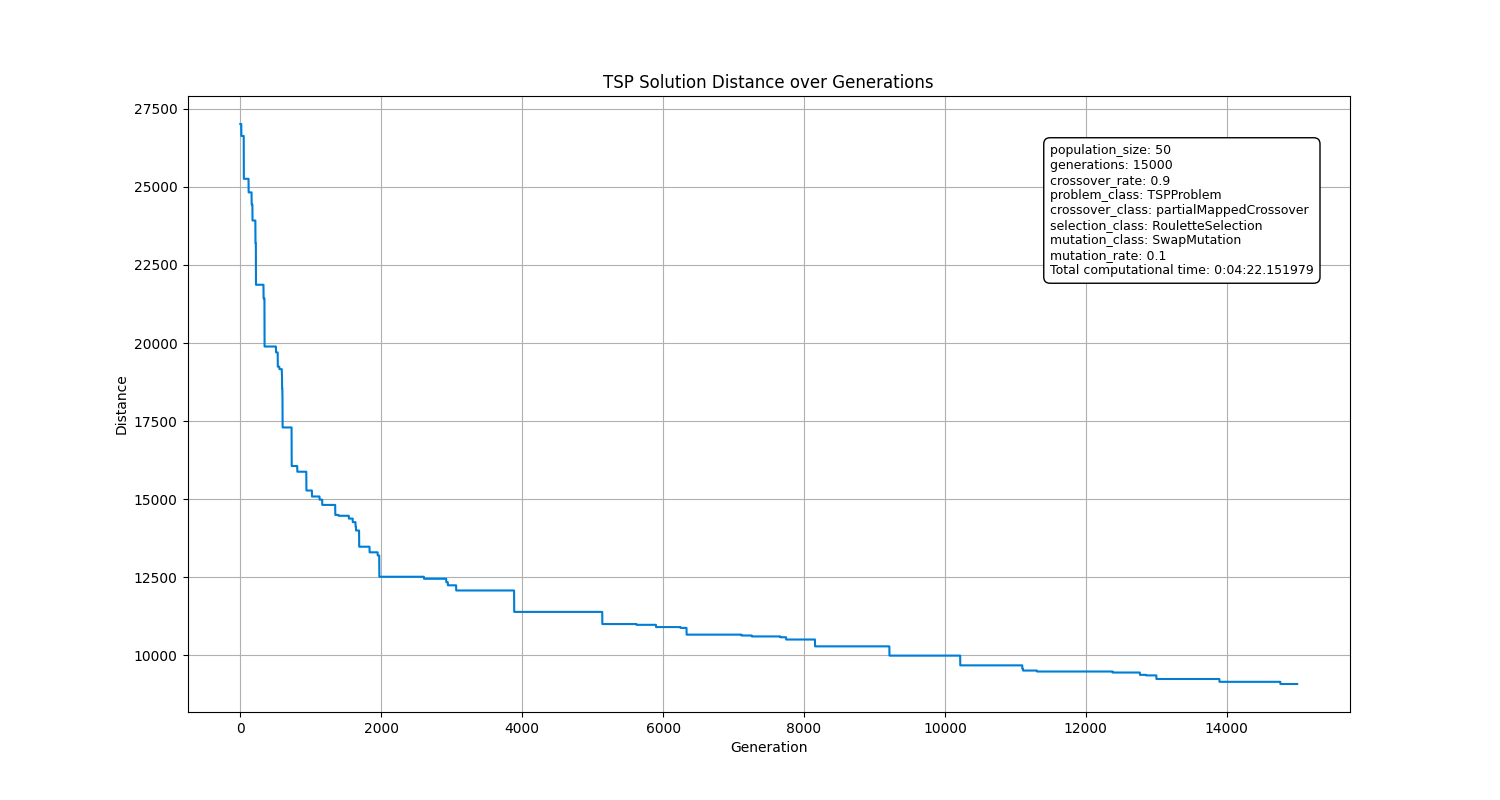 TSP Solution Distance over Generations
27500
25000
22500
20000
17500
15000
12500
10000
Distance
population_size: 50
generations: 15000
crossover_rate: 0.9
problem_class: TSPProblem
crossover_class: partialMappedCrossover
selection_class: RouletteSelection
mutation_class: SwapMutation
mutation_rate: 0.1
Total computational time: 0:04:22.151979
0 2000 4000 6000 8000 10000 12000 14000
Generation